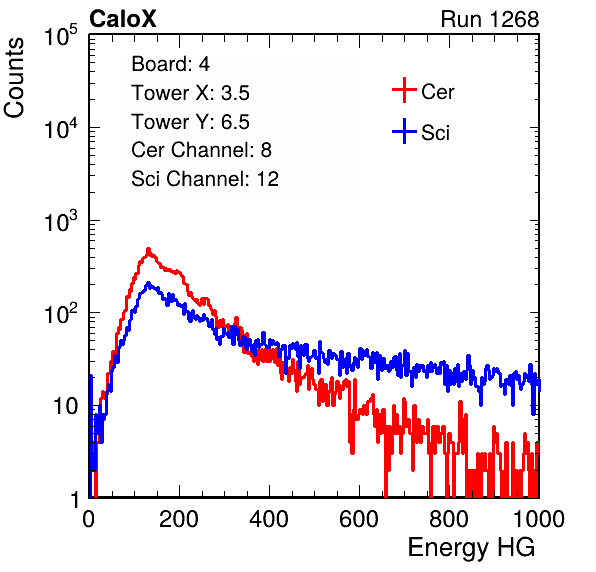 CaloX Run 1268
Counts
10^5
10^4
10^3
10^2
10
1
Board: 4
Tower X: 3.5
Tower Y: 6.5
Cer Channel: 8
Sci Channel: 12
Cer
Sci
0 200 400 600 800 1000
Energy HG